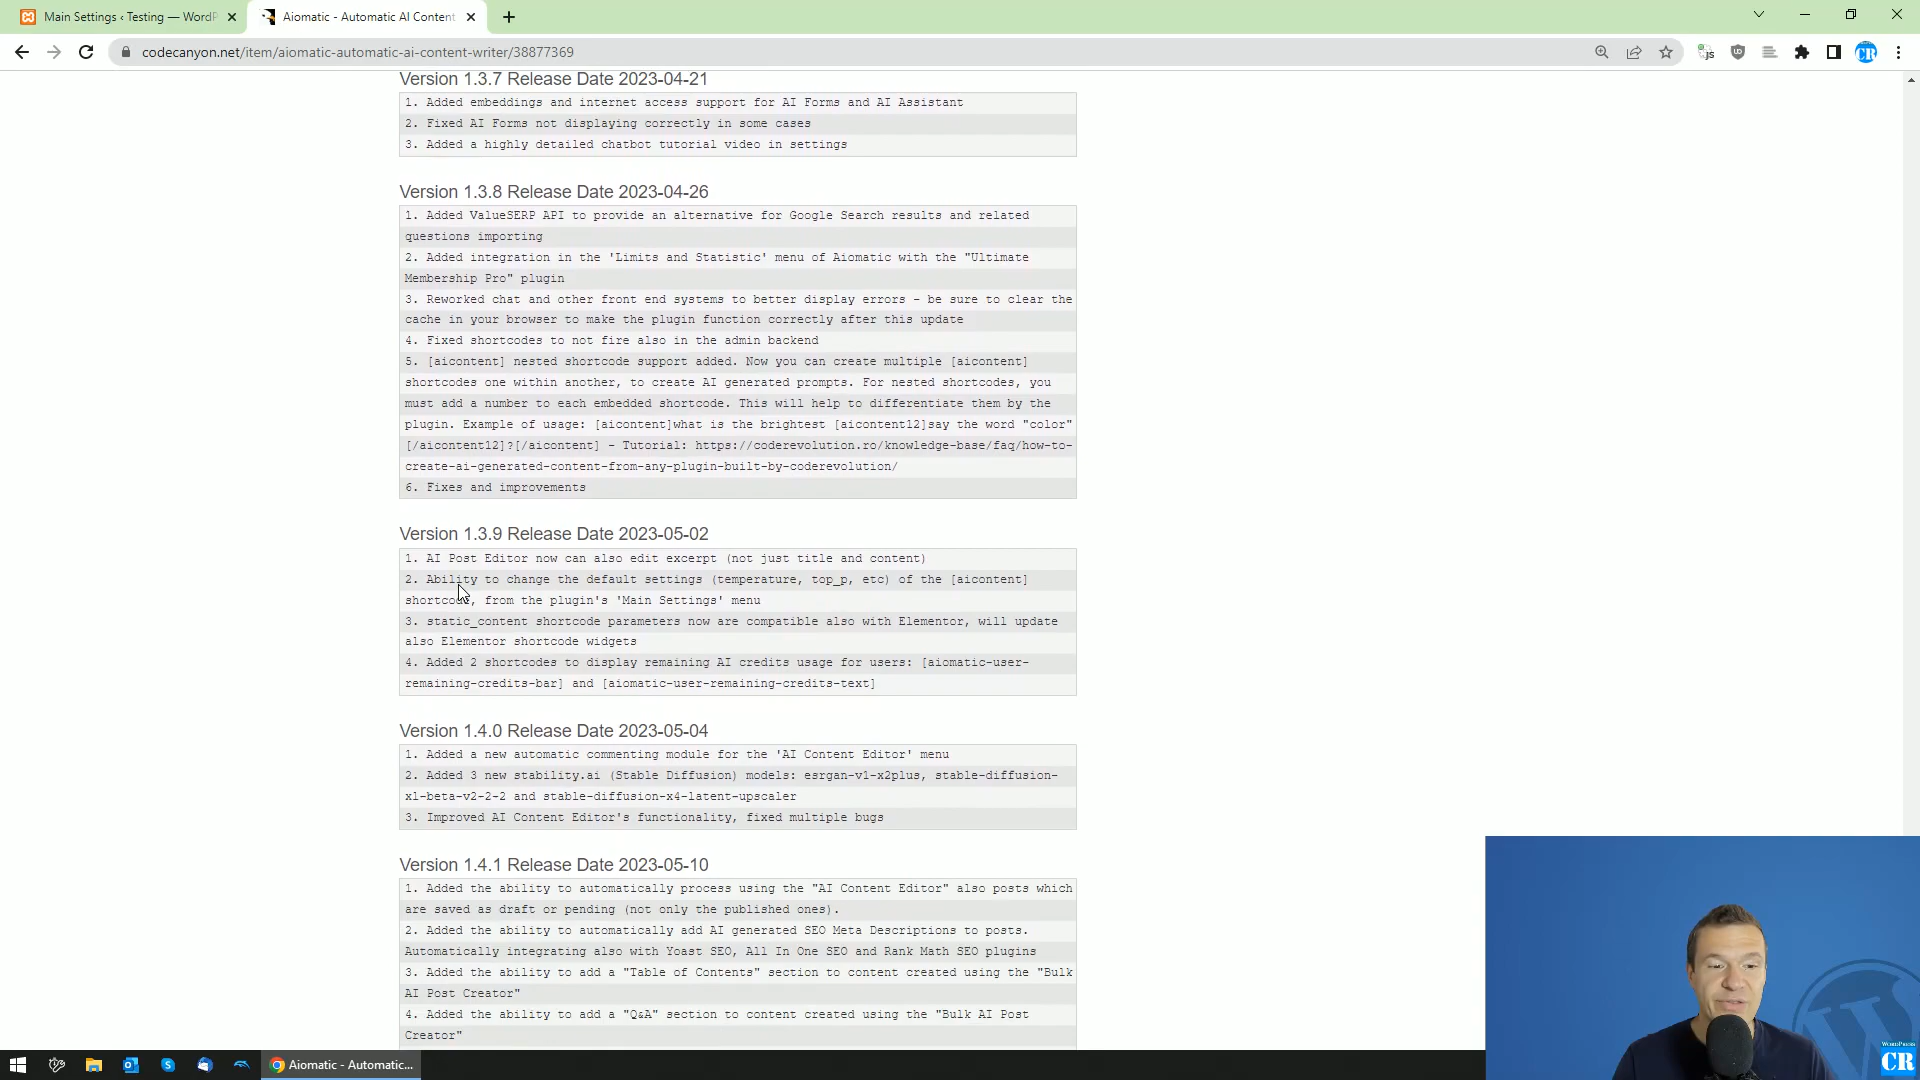 Main Settings ‹ Testing — WordP
Aiomatic - Automatic AI Content
codecanyon.net/item/aiomatic-automatic-ai-content-writer/38877369
Version 1.3.7 Release Date 2023-04-21
1. Added embeddings and internet access support for AI Forms and AI Assistant
2. Fixed AI Forms not displaying correctly in some cases
3. Added a highly detailed chatbot tutorial video in settings
Version 1.3.8 Release Date 2023-04-26
1. Added ValueSERP API to provide an alternative for Google Search results and related
questions importing
2. Added integration in the 'Limits and Statistic' menu of Aiomatic with the "Ultimate
Membership Pro" plugin
3. Reworked chat and other front end systems to better display errors - be sure to clear the
cache in your browser to make the plugin function correctly after this update
4. Fixed shortcodes to not fire also in the admin backend
5. [aicontent] nested shortcode support added. Now you can create multiple [aicontent]
shortcodes one within another, to create AI generated prompts. For nested shortcodes, you
must add a number to each embedded shortcode. This will help to differentiate them by the
plugin. Example of usage: [aicontent]what is the brightest [aicontent12]say the word "color"
[/aicontent12]?[/aicontent] - Tutorial: https://coderevolution.ro/knowledge-base/faq/how-to-
create-ai-generated-content-from-any-plugin-built-by-coderevolution/
6. Fixes and improvements
Version 1.3.9 Release Date 2023-05-02
1. AI Post Editor now can also edit excerpt (not just title and content)
2. Ability to change the default settings (temperature, top_p, etc) of the [aicontent]
shortcode, from the plugin's 'Main Settings' menu
3. static_content shortcode parameters now are compatible also with Elementor, will update
also Elementor shortcode widgets
4. Added 2 shortcodes to display remaining AI credits usage for users: [aiomatic-user-
remaining-credits-bar] and [aiomatic-user-remaining-credits-text]
Version 1.4.0 Release Date 2023-05-04
1. Added a new automatic commenting module for the 'AI Content Editor' menu
2. Added 3 new stability.ai (Stable Diffusion) models: esrgan-v1-x2plus, stable-diffusion-
xl-beta-v2-2-2 and stable-diffusion-x4-latent-upscaler
3. Improved AI Content Editor's functionality, fixed multiple bugs
Version 1.4.1 Release Date 2023-05-10
1. Added the ability to automatically process using the "AI Content Editor" also posts which
are saved as draft or pending (not only the published ones).
2. Added the ability to automatically add AI generated SEO Meta Descriptions to posts.
Automatically integrating also with Yoast SEO, All In One SEO and Rank Math SEO plugins
3. Added the ability to add a "Table of Contents" section to content created using the "Bulk
AI Post Creator"
4. Added the ability to add a "Q&A" section to content created using the "Bulk AI Post
Creator"
Aiomatic - Automatic...
WORDPRESS
CR